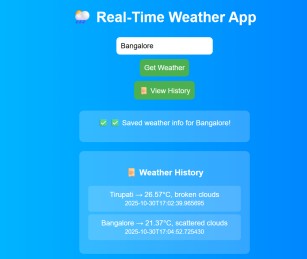 🌦️ Real-Time Weather App
Bangalore
Get Weather
📜 View History
✅ ✅ Saved weather info for Bangalore!
📜 Weather History
Tirupati → 26.57°C, broken clouds
2025-10-30T17:02:39.985695
Bangalore → 21.37°C, scattered clouds
2025-10-30T17:04:52.725430